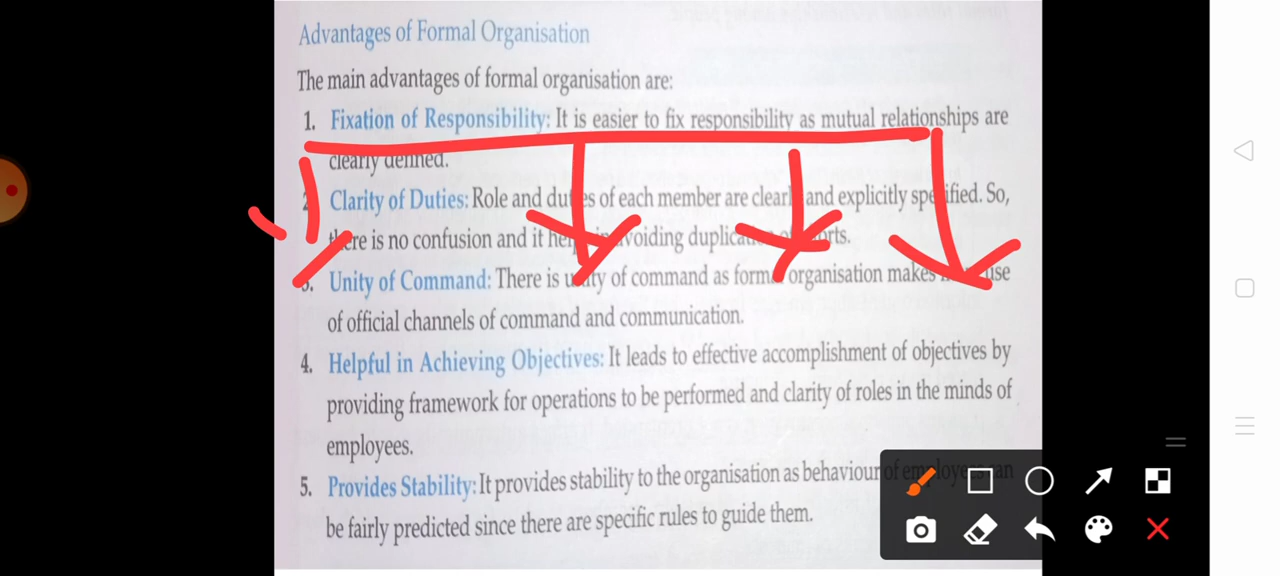 Advantages of Formal Organisation
The main advantages of formal organisation are:
1. Fixation of Responsibility: It is easier to fix responsibility as mutual relationships are
clearly defined.
2. Clarity of Duties: Role and duties of each member are clearly and explicitly specified. So,
there is no confusion and it helps in avoiding duplication of efforts.
3. Unity of Command: There is unity of command as formal organisation makes use
of official channels of command and communication.
4. Helpful in Achieving Objectives: It leads to effective accomplishment of objectives by
providing framework for operations to be performed and clarity of roles in the minds of
employees.
5. Provides Stability: It provides stability to the organisation as behaviour of employees can
be fairly predicted since there are specific rules to guide them.